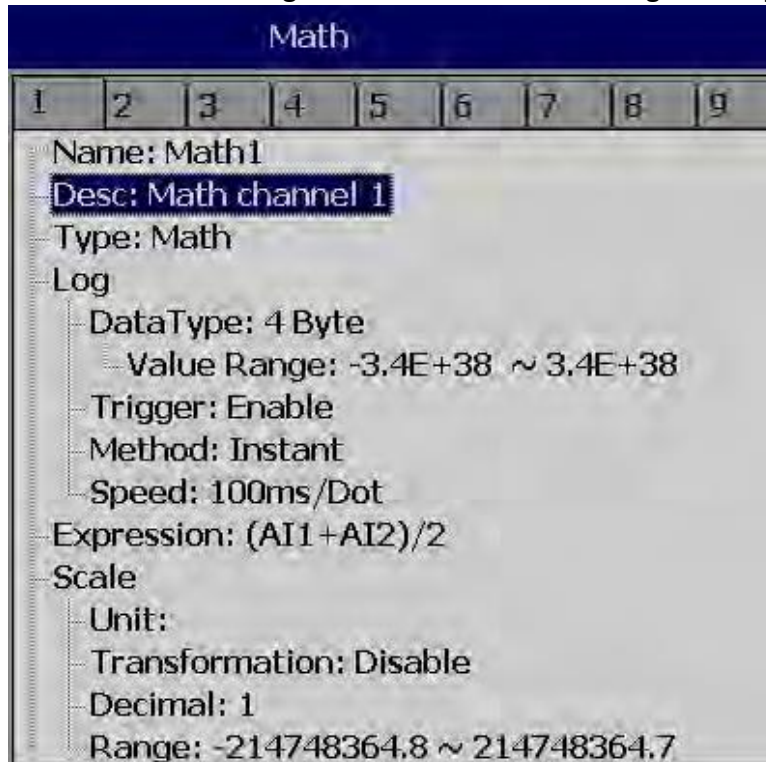 Math
1 2 3 4 5 6 7 8 9
Name: Math1
Desc: Math channel 1
Type: Math
Log
DataType: 4 Byte
Value Range: -3.4E+38 ~ 3.4E+38
Trigger: Enable
Method: Instant
Speed: 100ms/Dot
Expression: (AI1+AI2)/2
Scale
Unit:
Transformation: Disable
Decimal: 1
Range: -214748364.8 ~ 214748364.7